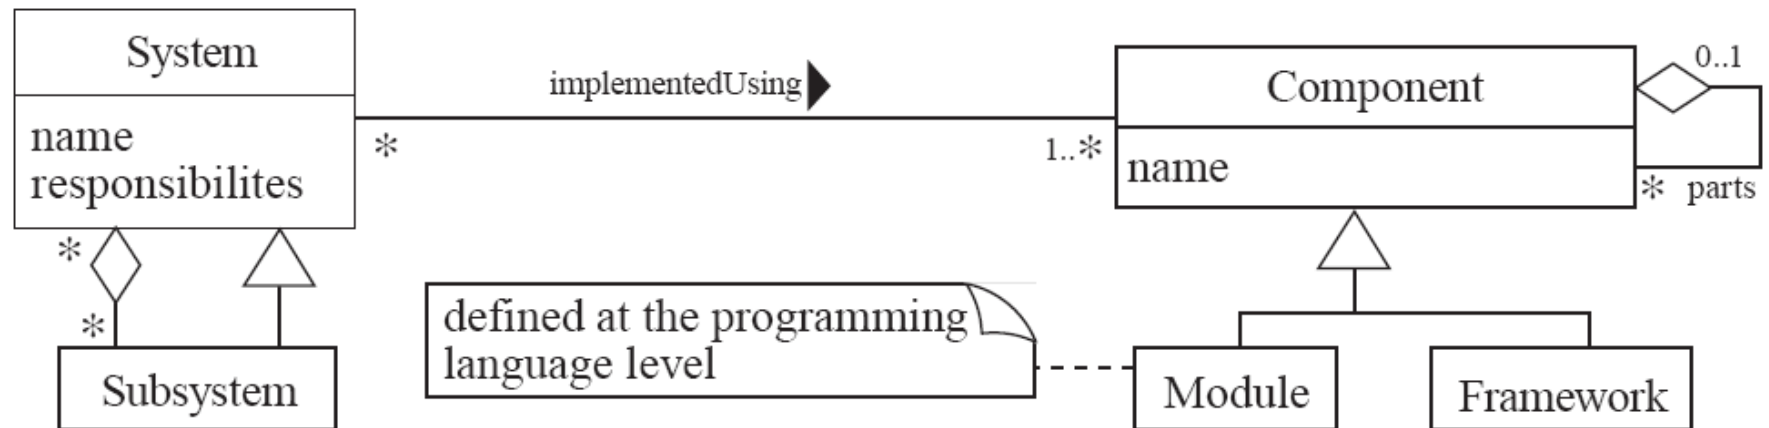 System
name
responsibilites
*
*
Subsystem
implementedUsing
*
1..*
defined at the programming
language level
Component
name
0..1
* parts
Module
Framework